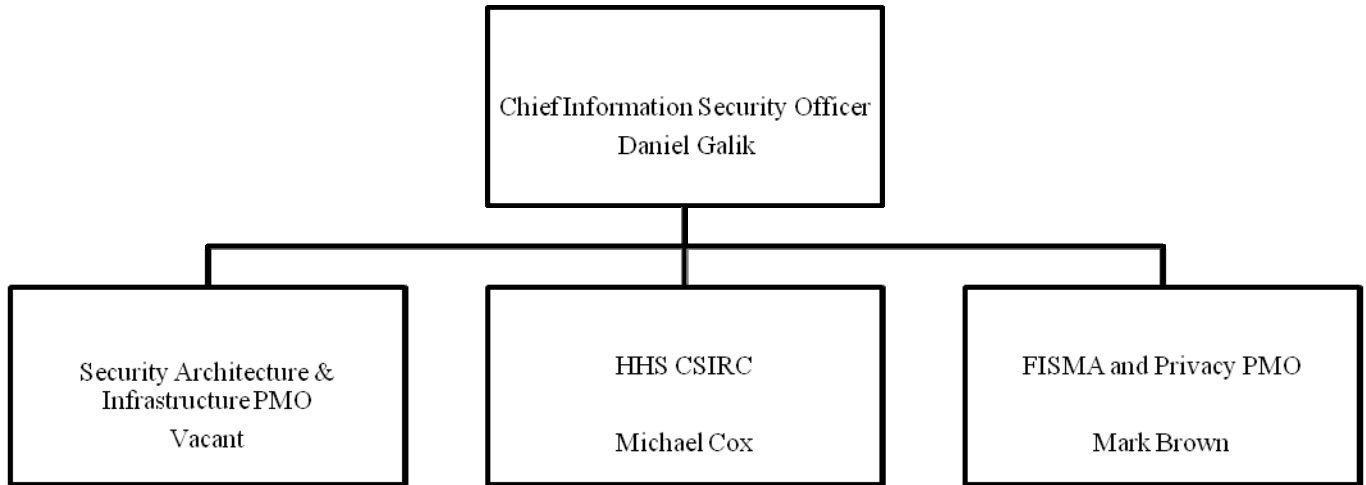 Chief Information Security Officer
Daniel Galik
Security Architecture &
Infrastructure PMO
Vacant
HHS CSIRC
Michael Cox
FISMA and Privacy PMO
Mark Brown